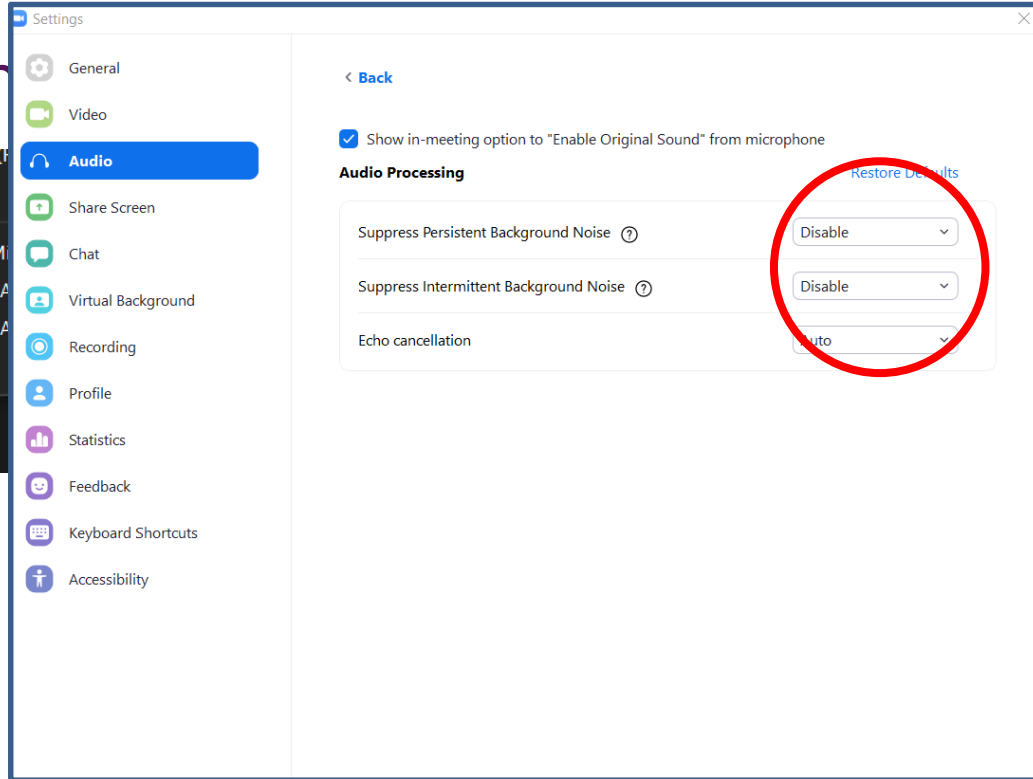 Settings
General
Video
Audio
Share Screen
Chat
Virtual Background
Recording
Profile
Statistics
Feedback
Keyboard Shortcuts
Accessibility
< Back
Show in-meeting option to "Enable Original Sound" from microphone
Audio Processing Restore Defaults
Suppress Persistent Background Noise ? Disable
Suppress Intermittent Background Noise ? Disable
Echo cancellation Auto